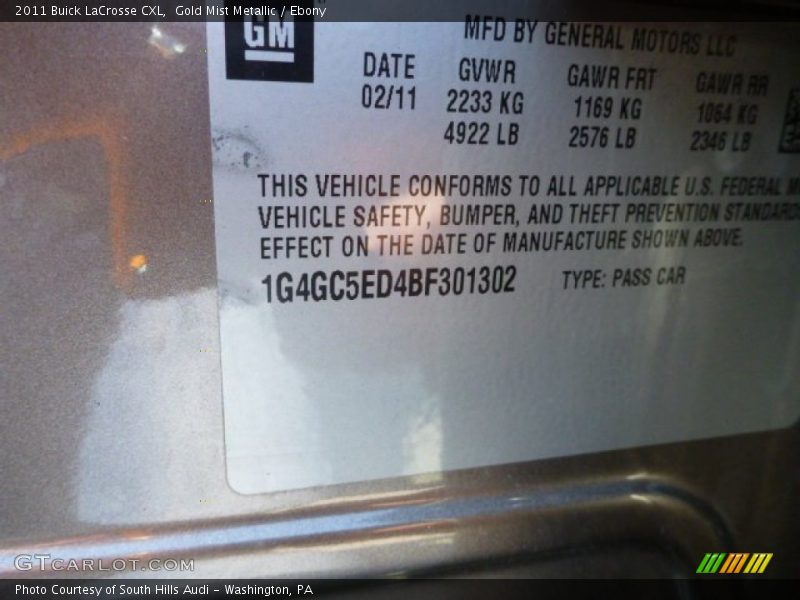 2011 Buick LaCrosse CXL,  Gold Mist Metallic / Ebony
GM
MFD BY GENERAL MOTORS LLC
DATE GVWR GAWR FRT GAWR RR
02/11 2233 KG 1169 KG 1064 KG
4922 LB 2576 LB 2346 LB
THIS VEHICLE CONFORMS TO ALL APPLICABLE U.S. FEDERAL M
VEHICLE SAFETY, BUMPER, AND THEFT PREVENTION STANDARD
EFFECT ON THE DATE OF MANUFACTURE SHOWN ABOVE.
1G4GC5ED4BF301302 TYPE: PASS CAR
GTCARLOT.COM
Photo Courtesy of South Hills Audi - Washington, PA